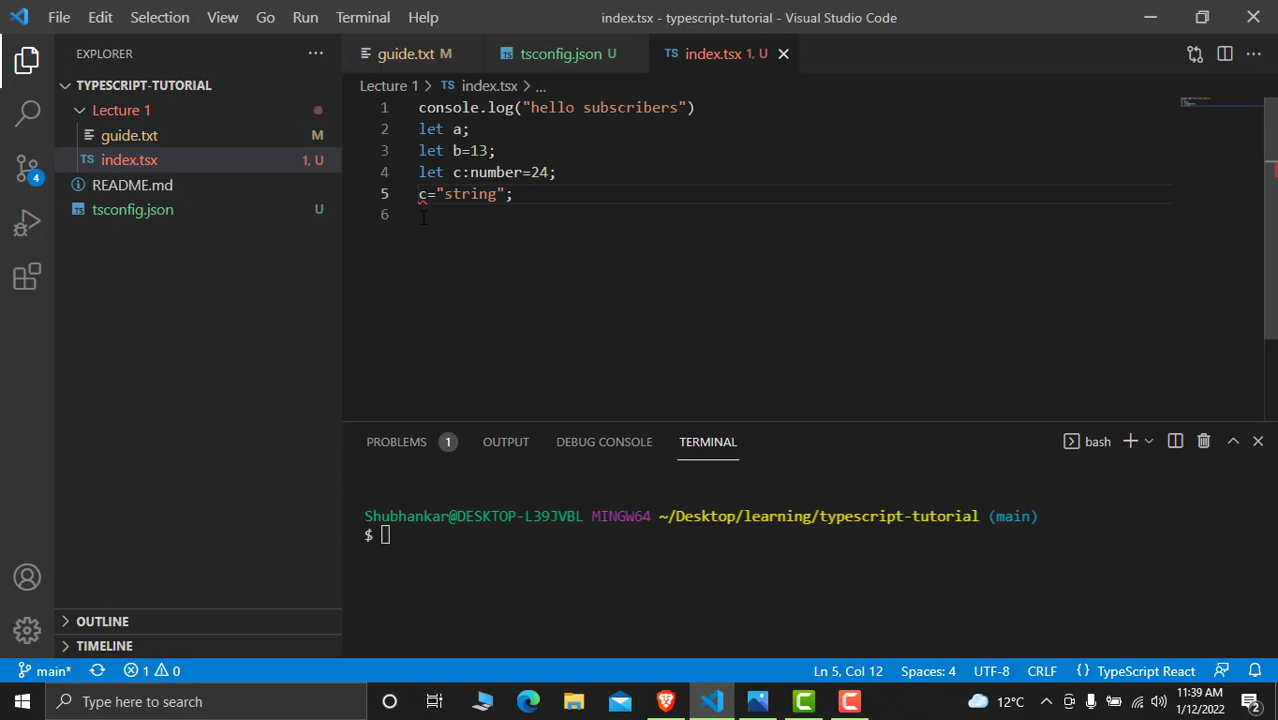 File Edit Selection View Go Run Terminal Help index.tsx - typescript-tutorial - Visual Studio Code
EXPLORER
guide.txt M
TS tsconfig.json U
TS index.tsx 1, U
TYPESCRIPT-TUTORIAL
Lecture 1
guide.txt M
TS index.tsx 1, U
README.md
TS tsconfig.json U
Lecture 1 > TS index.tsx > ...
1 console.log("hello subscribers")
2 let a;
3 let b=13;
4 let c:number=24;
5 c="string";
6
4
PROBLEMS 1 OUTPUT DEBUG CONSOLE TERMINAL
bash
Shubhankar@DESKTOP-L39JVBL MINGW64 ~/Desktop/learning/typescript-tutorial (main)
$
OUTLINE
TIMELINE
main* 1 0 Ln 5, Col 12 Spaces: 4 UTF-8 CRLF {} TypeScript React
Type here to search
12°C
11:39 AM
1/12/2022
2